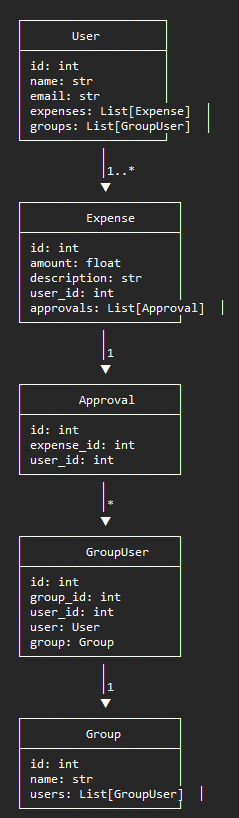 User
id: int
name: str
email: str
expenses: List[Expense]
groups: List[GroupUser]
1..*
Expense
id: int
amount: float
description: str
user_id: int
approvals: List[Approval]
1
Approval
id: int
expense_id: int
user_id: int
*
GroupUser
id: int
group_id: int
user_id: int
user: User
group: Group
1
Group
id: int
name: str
users: List[GroupUser]